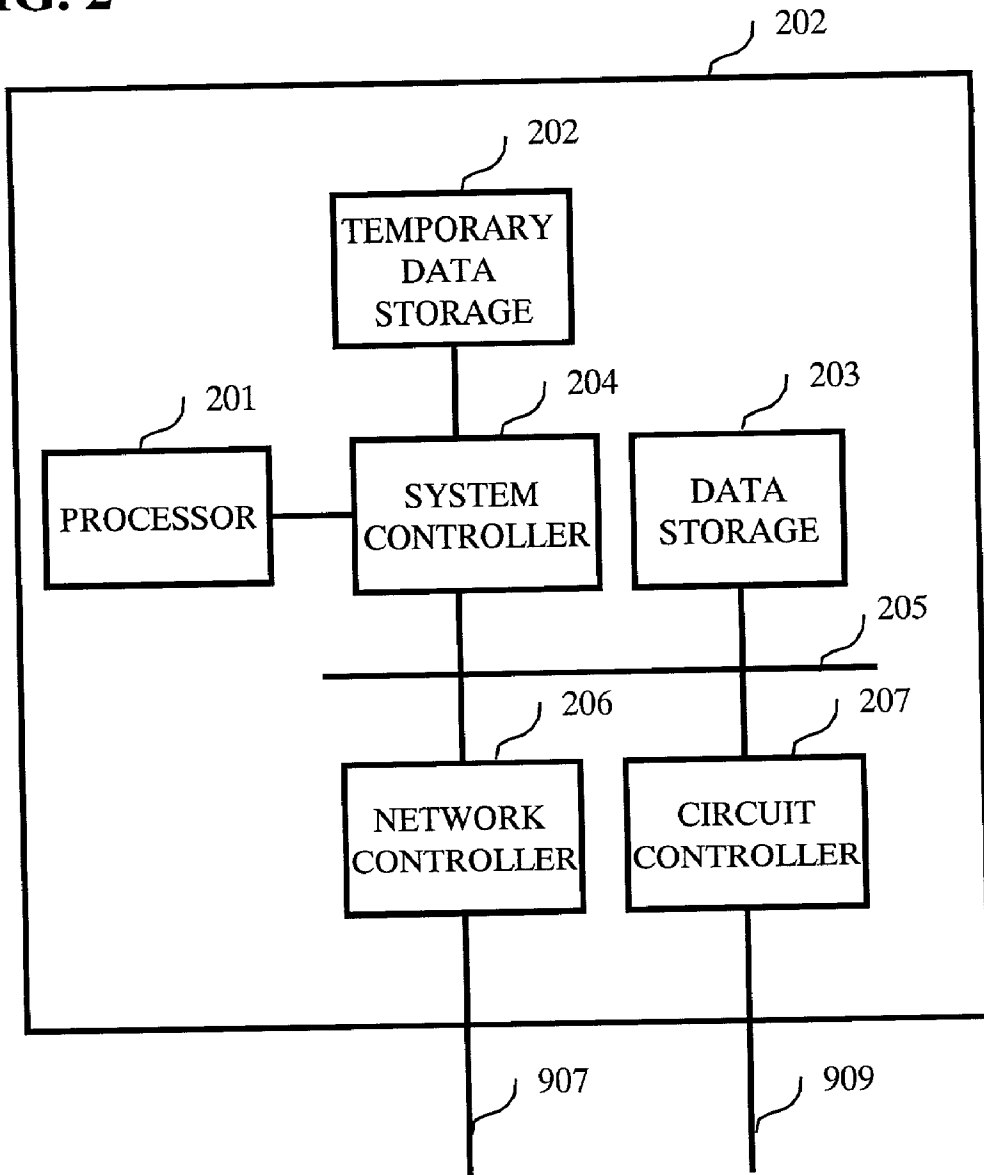 FIG. 2
202
202
TEMPORARY
DATA
STORAGE
201
204
203
PROCESSOR
SYSTEM
CONTROLLER
DATA
STORAGE
205
206
207
NETWORK
CONTROLLER
CIRCUIT
CONTROLLER
907
909